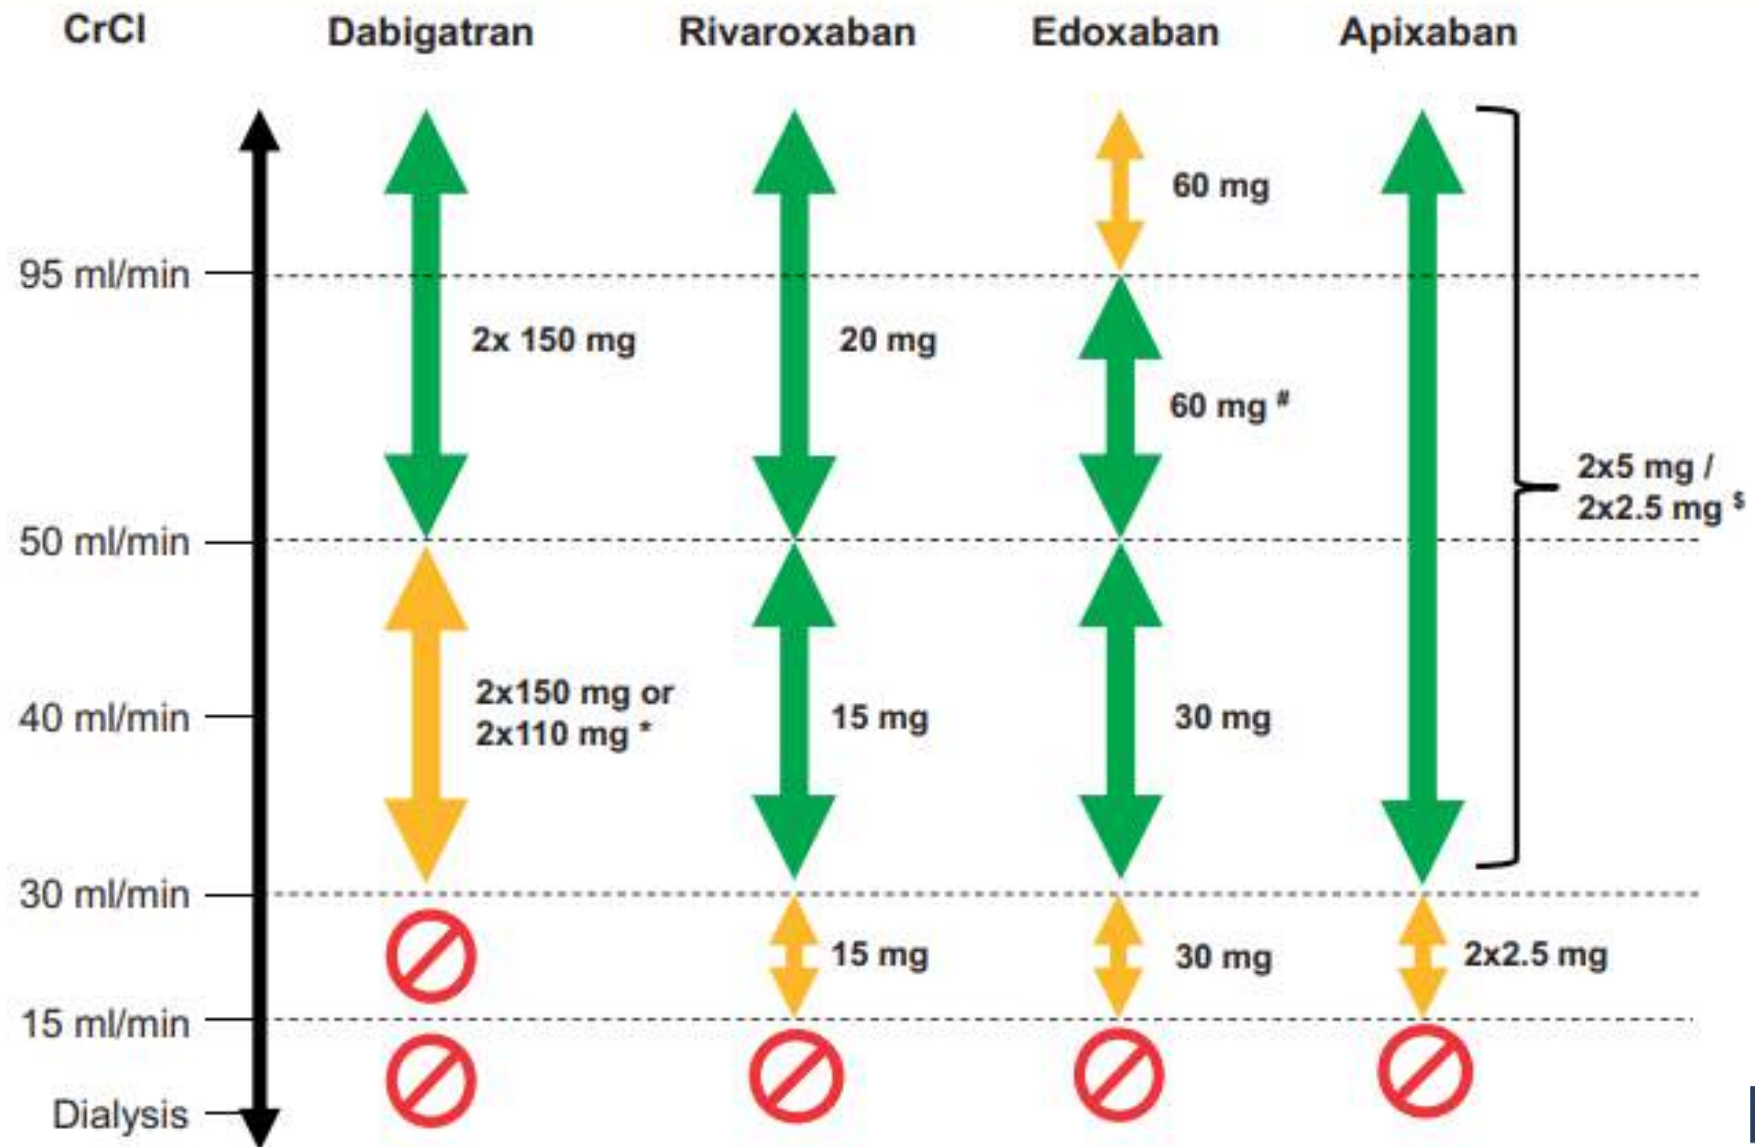 CrCl Dabigatran Rivaroxaban Edoxaban Apixaban
60 mg
95 ml/min
2x 150 mg 20 mg
60 mg #
2x5 mg /
2x2.5 mg $
50 ml/min
2x150 mg or
2x110 mg *
40 ml/min 15 mg 30 mg
30 ml/min
15 mg 30 mg 2x2.5 mg
15 ml/min
Dialysis